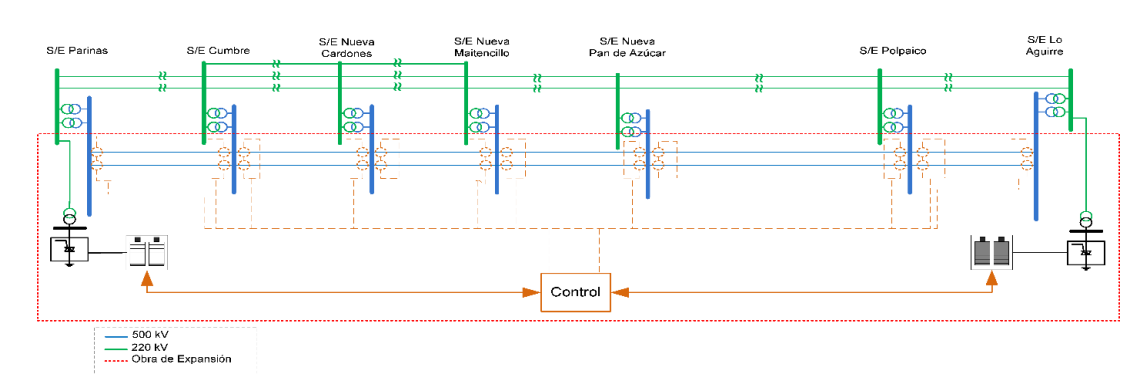 S/E Parinas
S/E Cumbre
S/E Nueva
Cardones
S/E Nueva
Maitencillo
S/E Nueva
Pan de Azúcar
S/E Polpaico
S/E Lo
Aguirre
Control
500 kV
220 kV
Obra de Expansión